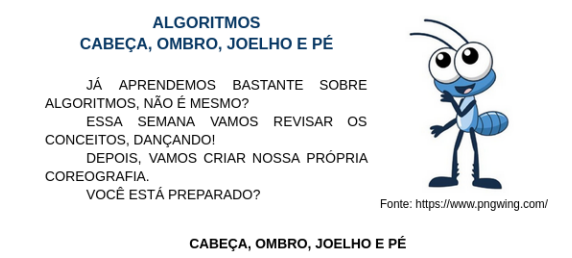 ALGORITMOS
CABEÇA, OMBRO, JOELHO E PÉ
JÁ APRENDEMOS BASTANTE SOBRE
ALGORITMOS, NÃO É MESMO?
ESSA SEMANA VAMOS REVISAR OS
CONCEITOS, DANÇANDO!
DEPOIS, VAMOS CRIAR NOSSA PRÓPRIA
COREOGRAFIA.
VOCÊ ESTÁ PREPARADO?
Fonte: https://www.pngwing.com/
CABEÇA, OMBRO, JOELHO E PÉ